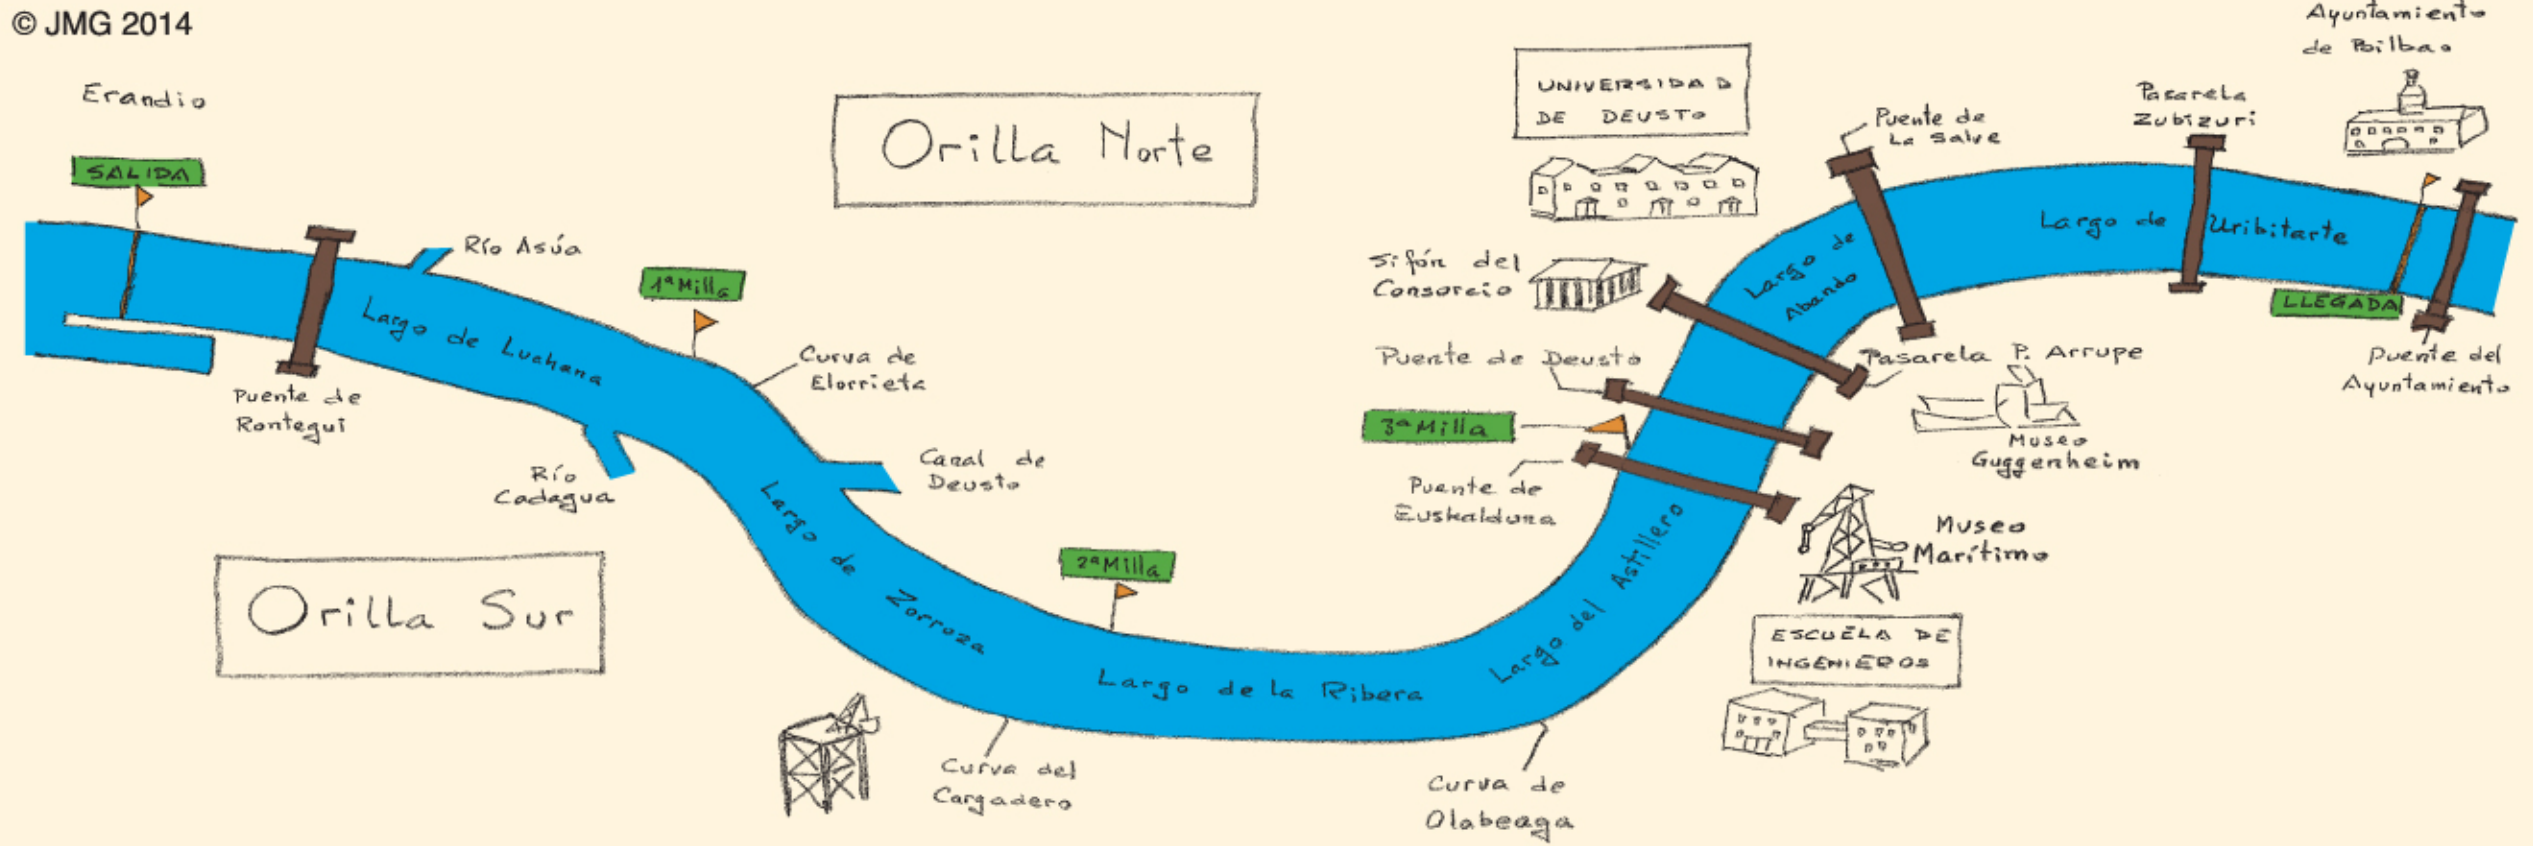 © JMG 2014
Erandio
SALIDA
Orilla Norte
UNIVERSIDAD
DE DEUSTO
Puente de
La Salve
Pasarela
Zubizuri
Ayuntamiento
de Bilbao
Río Asúa
1ª Milla
Sifón del
Consorcio
Largo de
Abando
Largo de Uribitarte
LLEGADA
Largo de Luchana
Curva de
Elorrieta
Puente de Deusto
Pasarela P. Arrupe
Puente del
Ayuntamiento
Puente de
Rontegui
3ª Milla
Museo
Guggenheim
Río
Cadagua
Canal de
Deusto
Puente de
Euskalduna
Museo
Marítimo
Largo de Zorroza
2ª Milla
Largo del Astillero
Orilla Sur
Largo de la Ribera
ESCUELA DE
INGENIEROS
Curva del
Cargadero
Curva de
Olabeaga